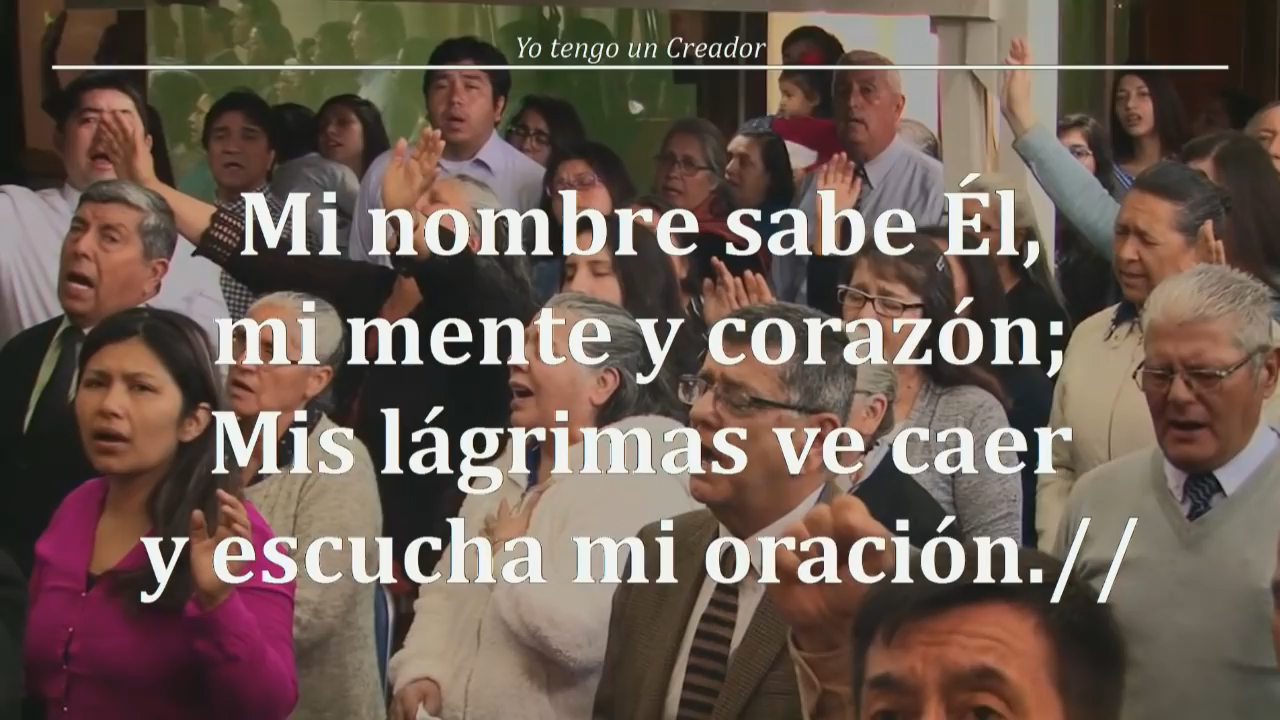 Yo tengo un Creador
Mi nombre sabe Él,
mi mente y corazón;
Mis lágrimas ve caer
y escucha mi oración.//